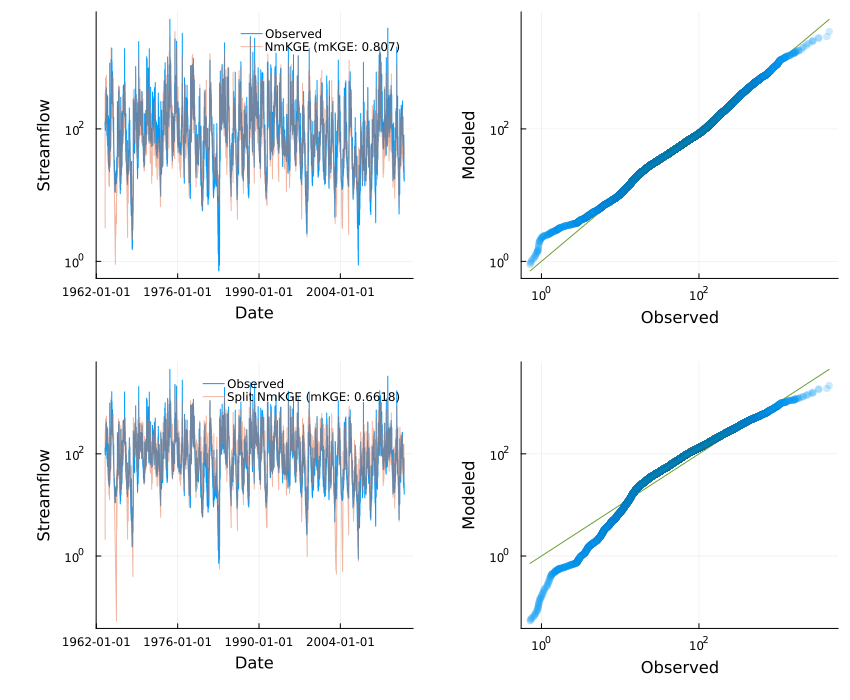 Observed
NmKGE (mKGE: 0.807)
Streamflow
10^2
10^0
1962-01-01 1976-01-01 1990-01-01 2004-01-01
Date
Modeled
10^2
10^0
10^0 10^2
Observed
Observed
Split NmKGE (mKGE: 0.6618)
Streamflow
10^2
10^0
1962-01-01 1976-01-01 1990-01-01 2004-01-01
Date
Modeled
10^2
10^0
10^0 10^2
Observed